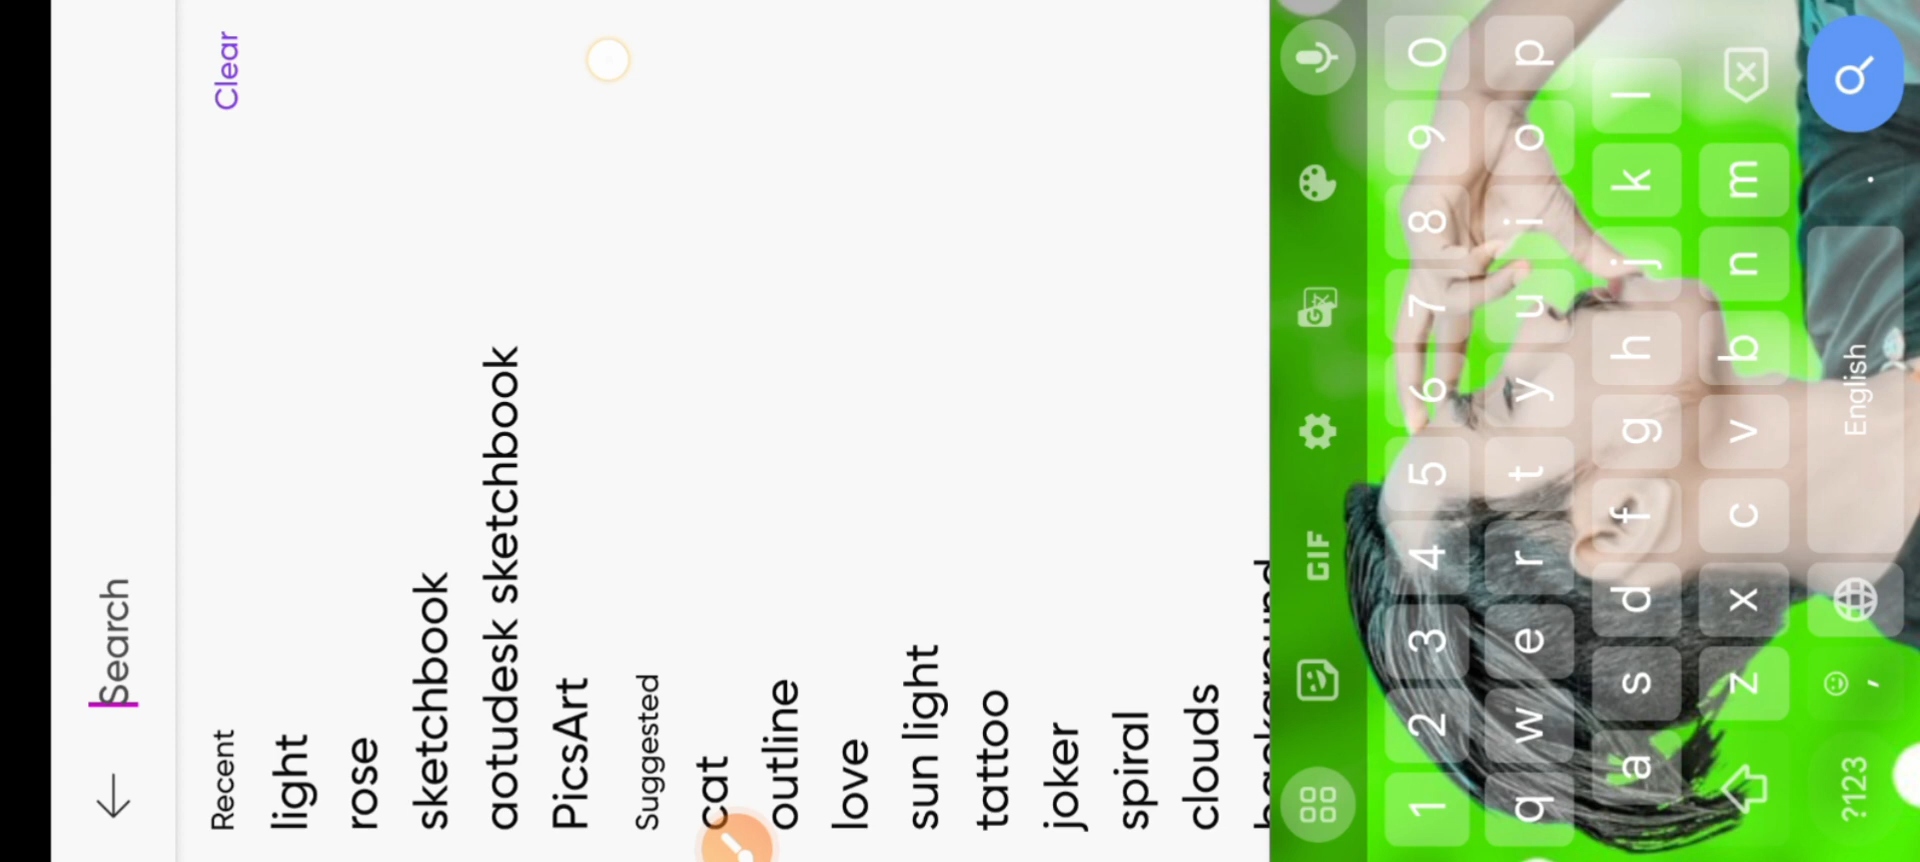 Search
Recent
Clear
light
rose
sketchbook
aotudesk sketchbook
PicsArt
Suggested
cat
outline
love
sun light
tattoo
joker
spiral
clouds
background
GIF
1 2 3 4 5 6 7 8 9 0
q w e r t y u i o p
a s d f g h j k l
z x c v b n m
?123 , English .